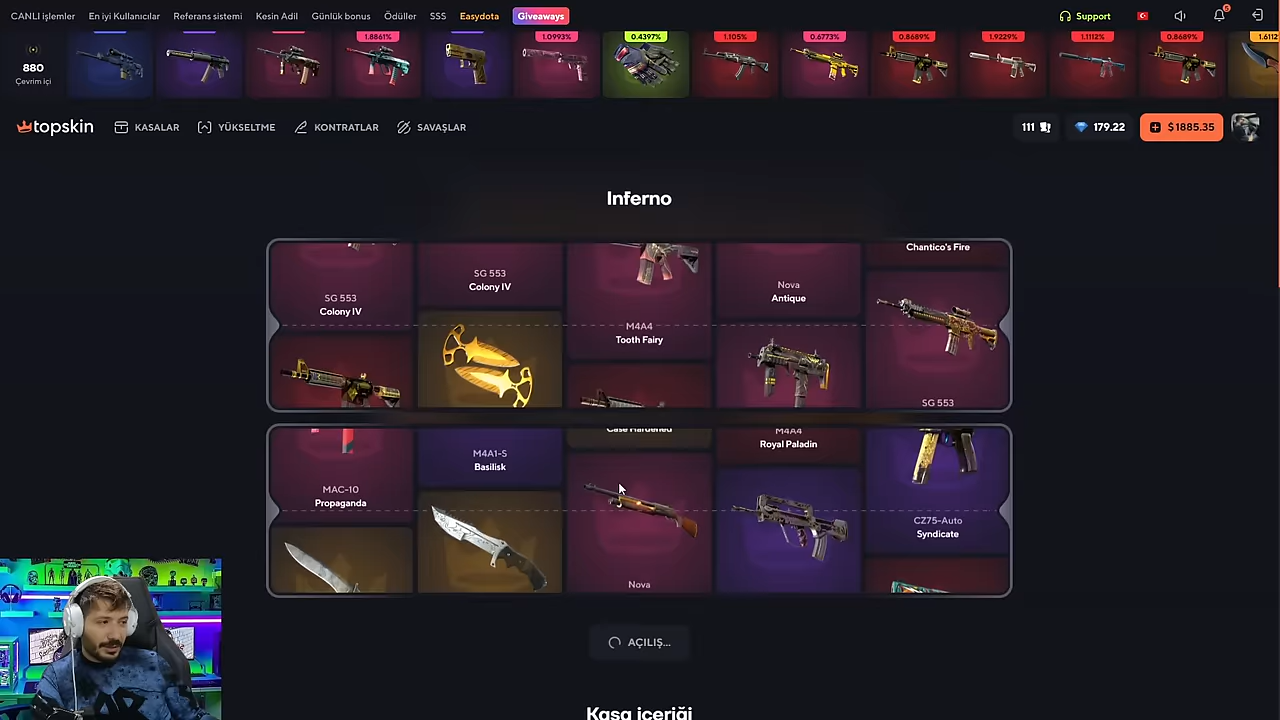 CANLI işlemler En iyi Kullanıcılar Referans sistemi Kesin Adil Günlük bonus Ödüller SSS Easydota Giveaways Support 5
1.8861% 1.0993% 0.4397% 1.105% 0.6773% 0.8689% 1.9229% 1.1112% 0.8689% 1.6112
880
Çevrim içi
topskin KASALAR YÜKSELTME KONTRATLAR SAVAŞLAR 111 179.22 $1885.35
Inferno
SG 553
Colony IV
SG 553
Colony IV
M4A4
Tooth Fairy
Nova
Antique
Chantico's Fire
SG 553
MAC-10
Propaganda
M4A1-S
Basilisk
Case Hardened
Nova
M4A4
Royal Paladin
CZ75-Auto
Syndicate
AÇILIŞ...
Kasa içeriği